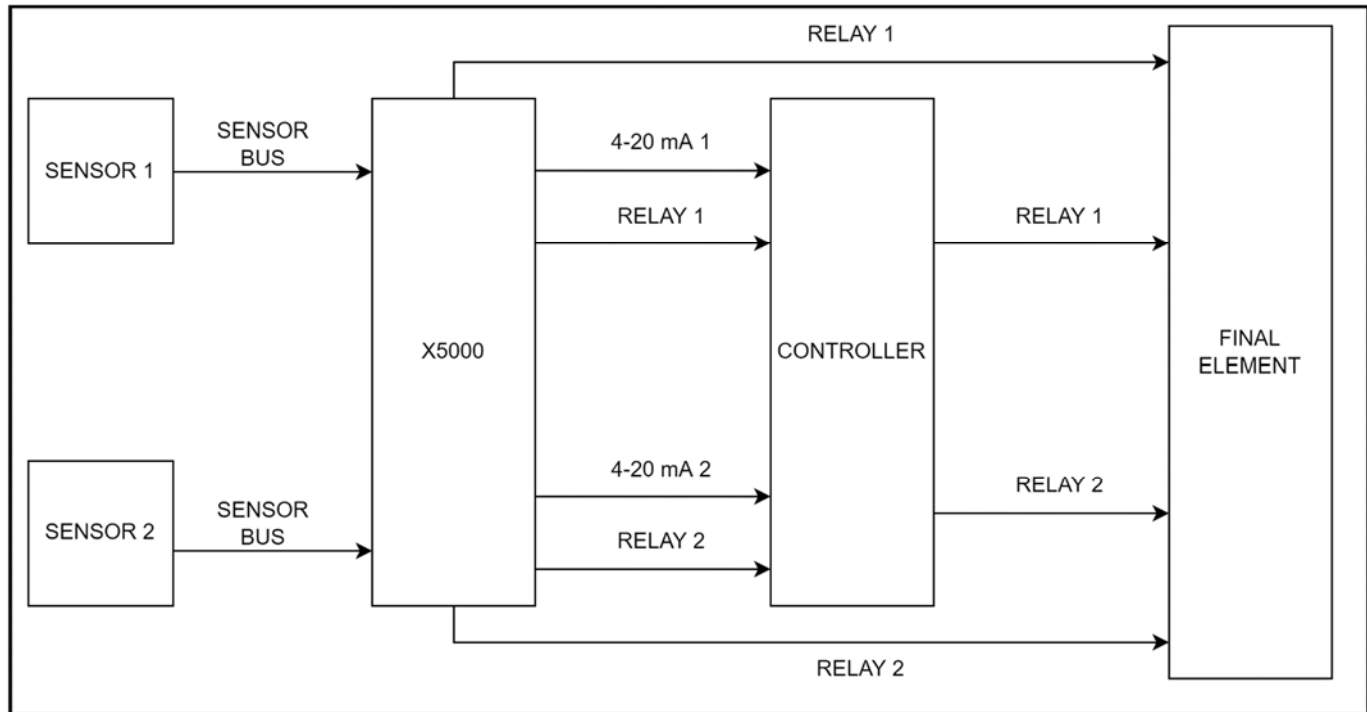 RELAY 1
SENSOR 1
SENSOR
BUS
4-20 mA 1
RELAY 1
RELAY 1
X5000
CONTROLLER
FINAL
ELEMENT
SENSOR 2
SENSOR
BUS
4-20 mA 2
RELAY 2
RELAY 2
RELAY 2